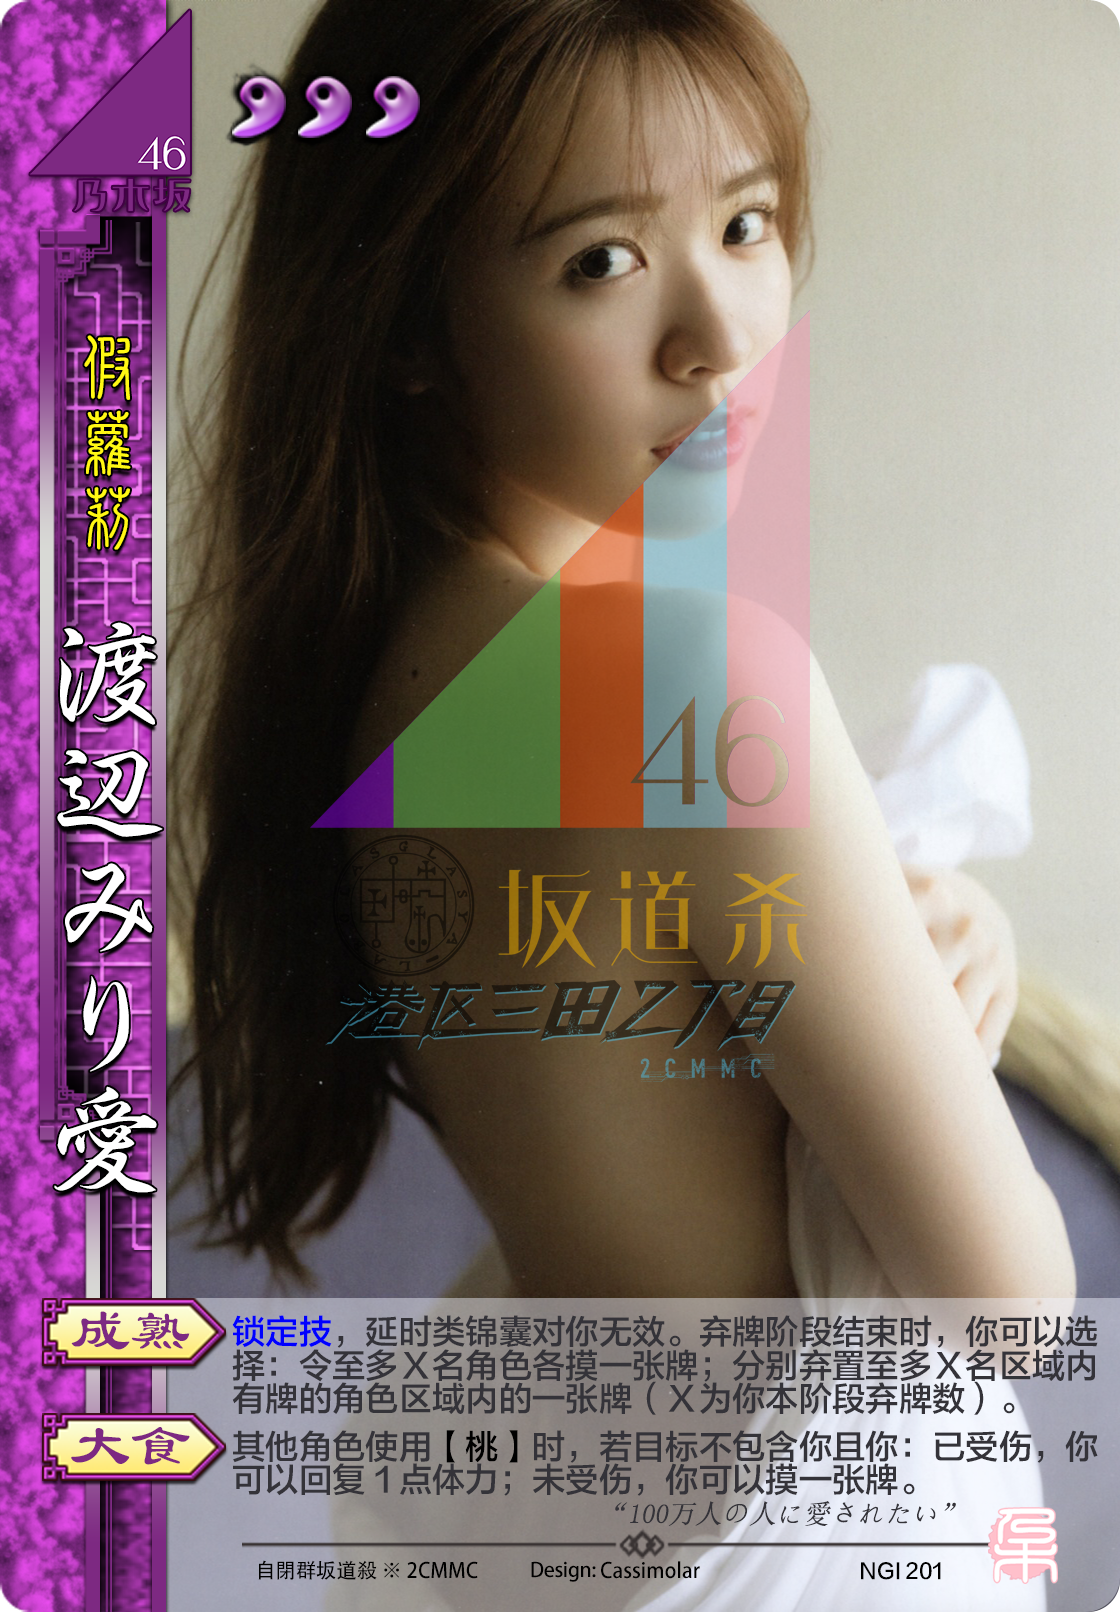 46
乃木坂
假蘿莉
渡辺みり愛
46
坂道杀
港区三田乙丁目
2CMMC
成熟
锁定技，延时类锦囊对你无效。弃牌阶段结束时，你可以选
择：令至多X名角色各摸一张牌；分别弃置至多X名区域内
有牌的角色区域内的一张牌（X为你本阶段弃牌数）。
大食
其他角色使用【桃】时，若目标不包含你且你：已受伤，你
可以回复1点体力；未受伤，你可以摸一张牌。
“100万人の人に愛されたい”
自閉群坂道殺 ※ 2CMMC
Design: Cassimolar
NGI 201